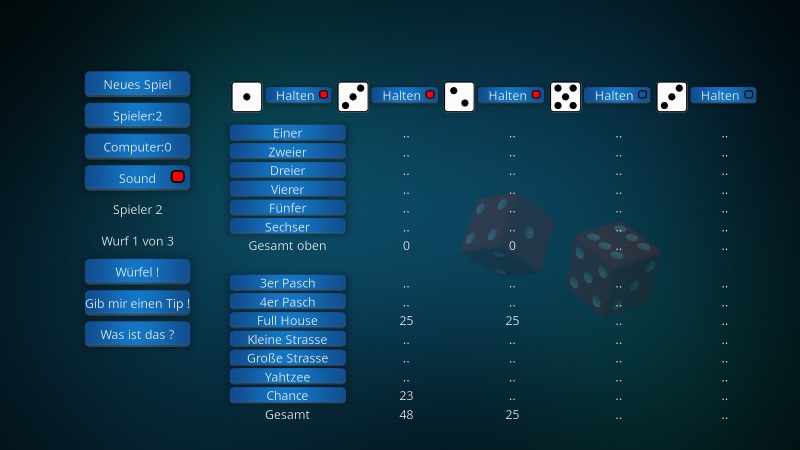 Neues Spiel
Spieler:2
Computer:0
Sound
Spieler 2
Wurf 1 von 3
Würfel !
Gib mir einen Tip !
Was ist das ?
Halten Halten Halten Halten Halten
Einer .. .. .. ..
Zweier .. .. .. ..
Dreier .. .. .. ..
Vierer .. .. .. ..
Fünfer .. .. .. ..
Sechser .. .. .. ..
Gesamt oben 0 0 .. ..
3er Pasch .. .. .. ..
4er Pasch .. .. .. ..
Full House 25 25 .. ..
Kleine Strasse .. .. .. ..
Große Strasse .. .. .. ..
Yahtzee .. .. .. ..
Chance 23 .. .. ..
Gesamt 48 25 .. ..